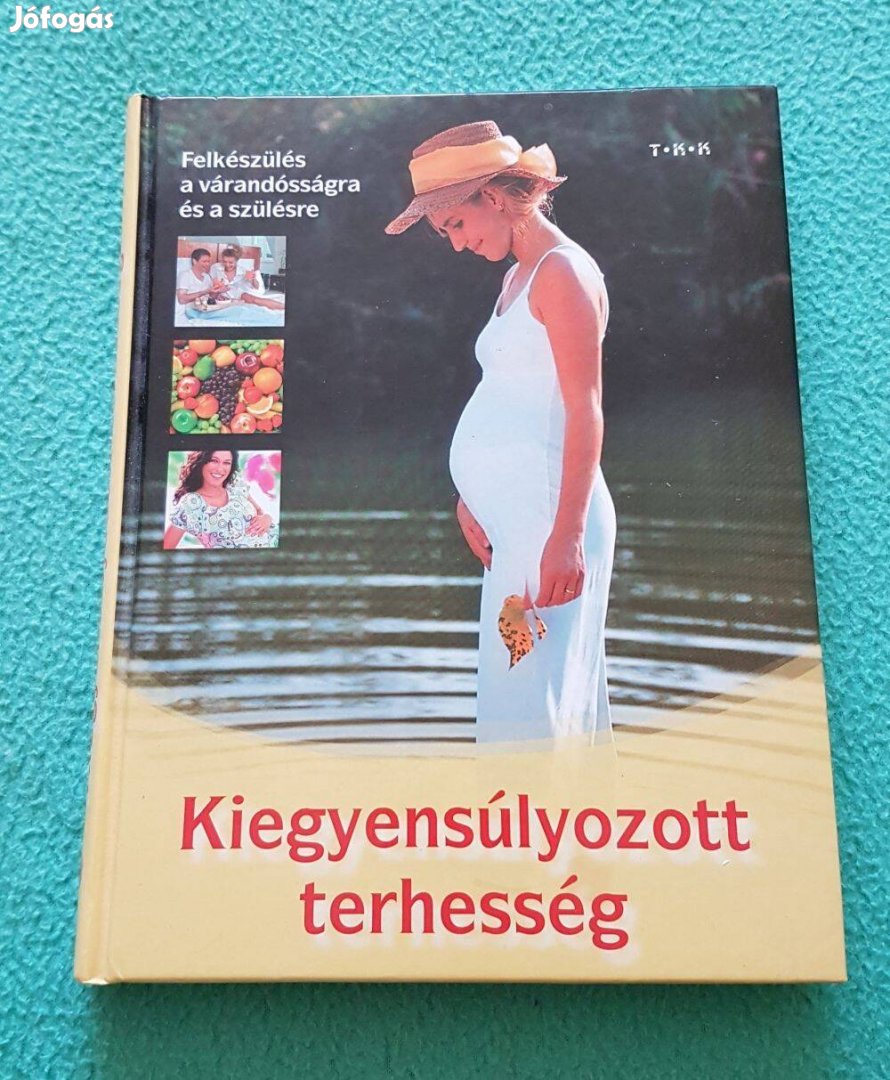 Jófogás
Felkészülés
a várandósságra
és a szülésre
T•K•K
Kiegyensúlyozott
terhesség